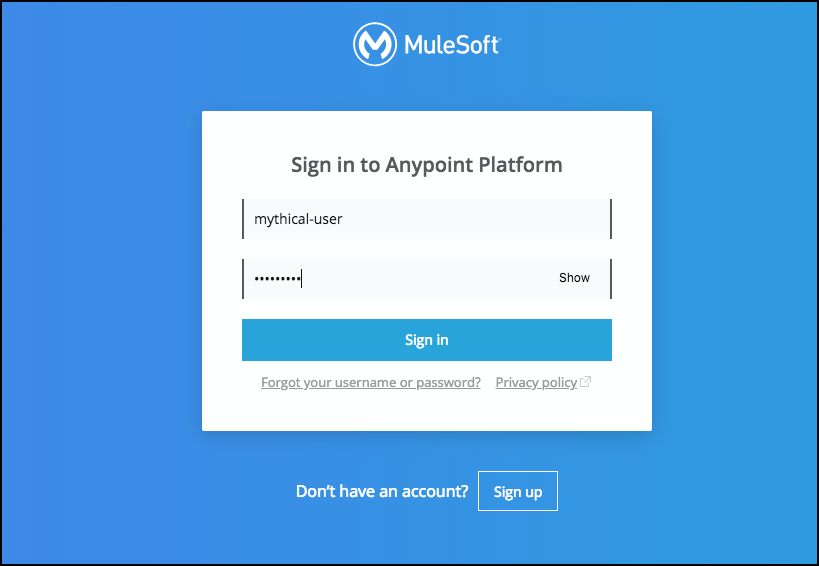 MuleSoft
Sign in to Anypoint Platform
mythical-user
••••••••• Show
Sign in
Forgot your username or password? Privacy policy
Don't have an account? Sign up